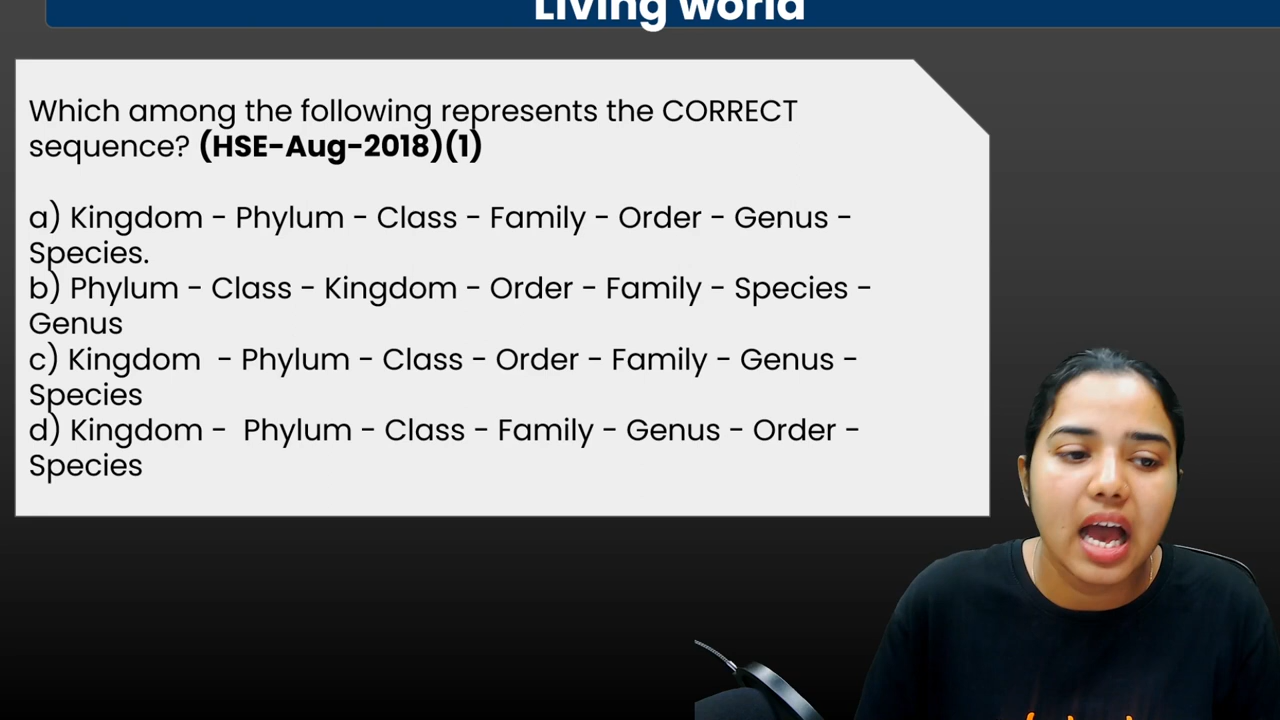 Living world
Which among the following represents the CORRECT
sequence? (HSE-Aug-2018)(1)
a) Kingdom - Phylum - Class - Family - Order - Genus -
Species.
b) Phylum - Class - Kingdom - Order - Family - Species -
Genus
c) Kingdom - Phylum - Class - Order - Family - Genus -
Species
d) Kingdom - Phylum - Class - Family - Genus - Order -
Species